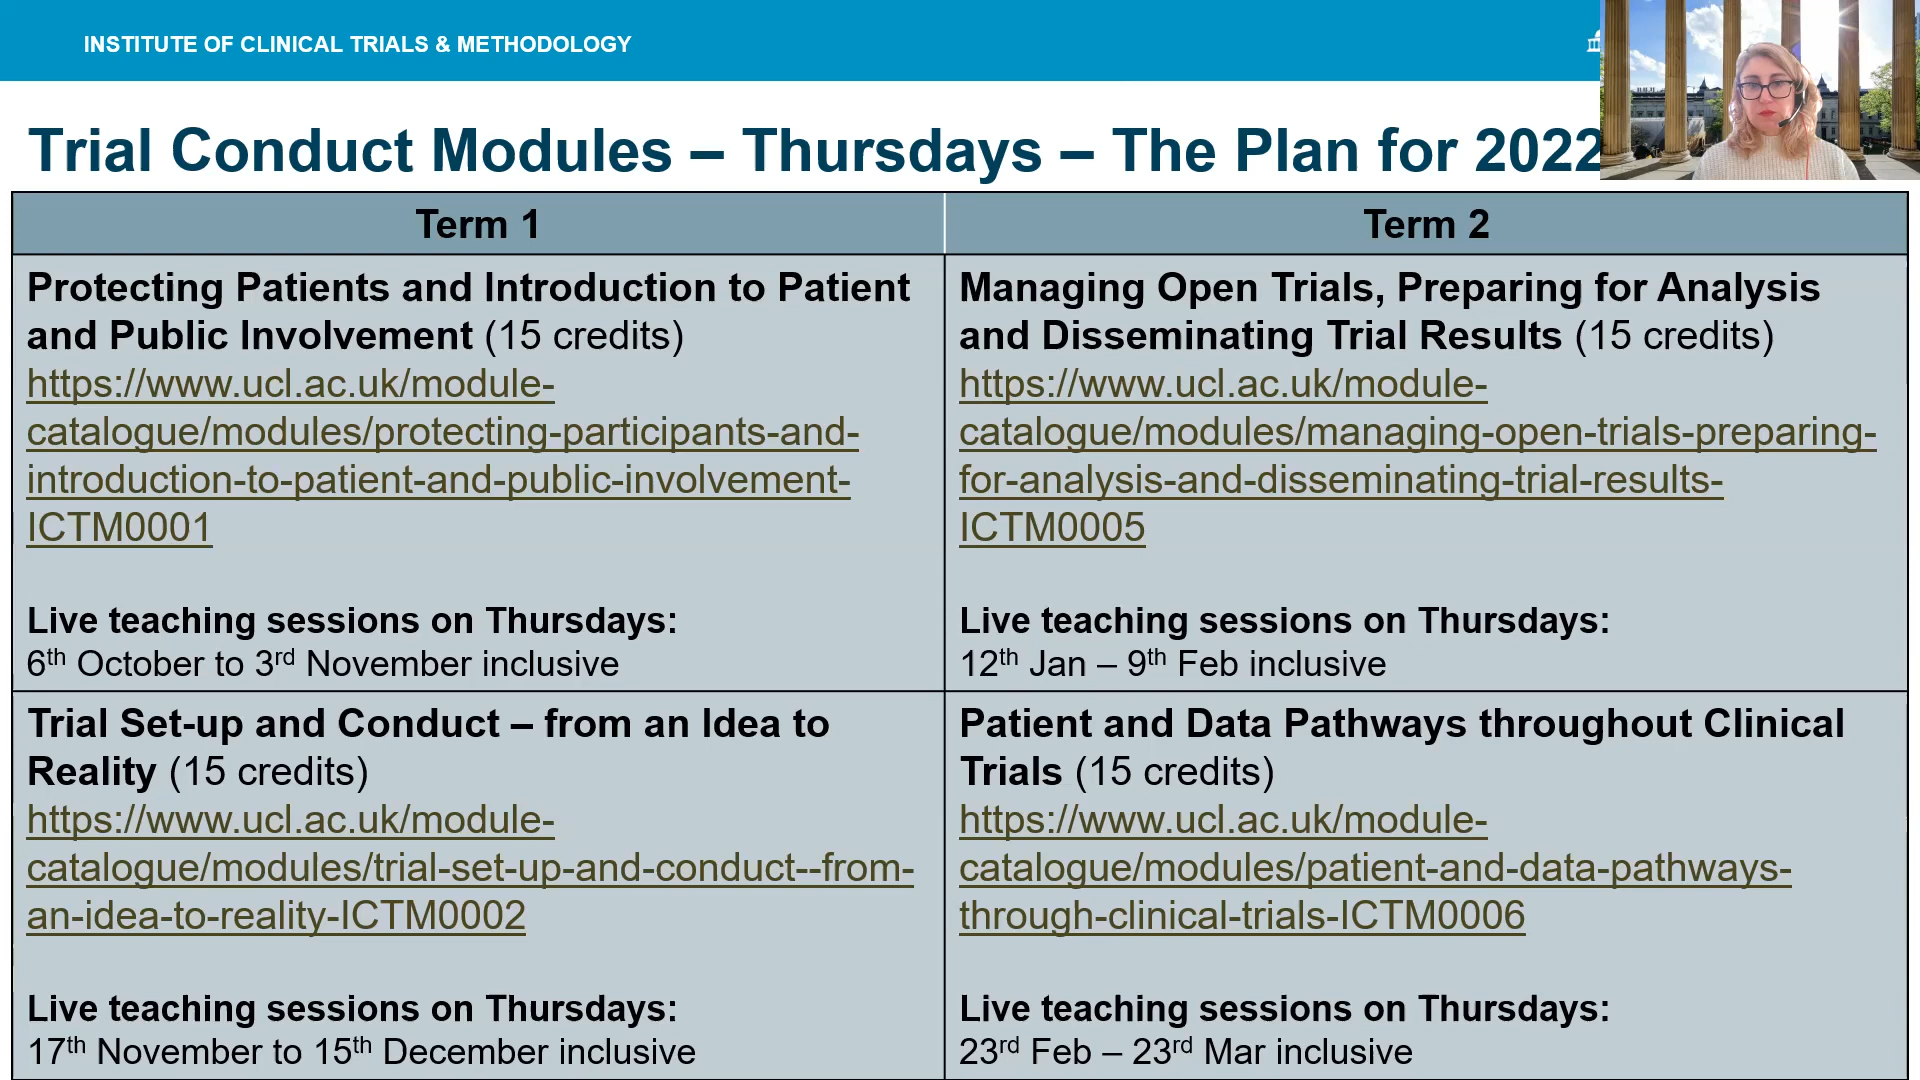 INSTITUTE OF CLINICAL TRIALS & METHODOLOGY
Trial Conduct Modules – Thursdays – The Plan for 2022
Term 1
Protecting Patients and Introduction to Patient
and Public Involvement (15 credits)
https://www.ucl.ac.uk/module-
catalogue/modules/protecting-participants-and-
introduction-to-patient-and-public-involvement-
ICTM0001
Live teaching sessions on Thursdays:
6th October to 3rd November inclusive
Term 2
Managing Open Trials, Preparing for Analysis
and Disseminating Trial Results (15 credits)
https://www.ucl.ac.uk/module-
catalogue/modules/managing-open-trials-preparing-
for-analysis-and-disseminating-trial-results-
ICTM0005
Live teaching sessions on Thursdays:
12th Jan – 9th Feb inclusive
Trial Set-up and Conduct – from an Idea to
Reality (15 credits)
https://www.ucl.ac.uk/module-
catalogue/modules/trial-set-up-and-conduct--from-
an-idea-to-reality-ICTM0002
Live teaching sessions on Thursdays:
17th November to 15th December inclusive
Patient and Data Pathways throughout Clinical
Trials (15 credits)
https://www.ucl.ac.uk/module-
catalogue/modules/patient-and-data-pathways-
through-clinical-trials-ICTM0006
Live teaching sessions on Thursdays:
23rd Feb – 23rd Mar inclusive